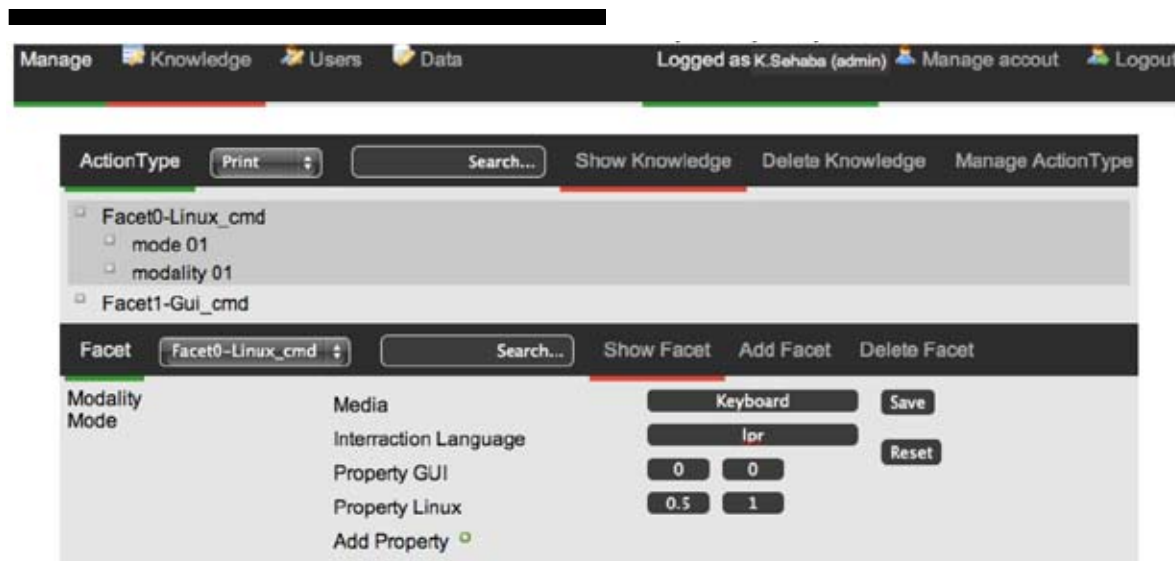 Manage Knowledge Users Data Logged as K.Sehaba (admin) Manage accout Logout
ActionType Print Search... Show Knowledge Delete Knowledge Manage ActionType
Facet0-Linux_cmd
mode 01
modality 01
Facet1-Gui_cmd
Facet Facet0-Linux_cmd Search... Show Facet Add Facet Delete Facet
Modality
Mode
Media Keyboard Save
Interraction Language lpr
Reset
Property GUI 0 0
Property Linux 0.5 1
Add Property